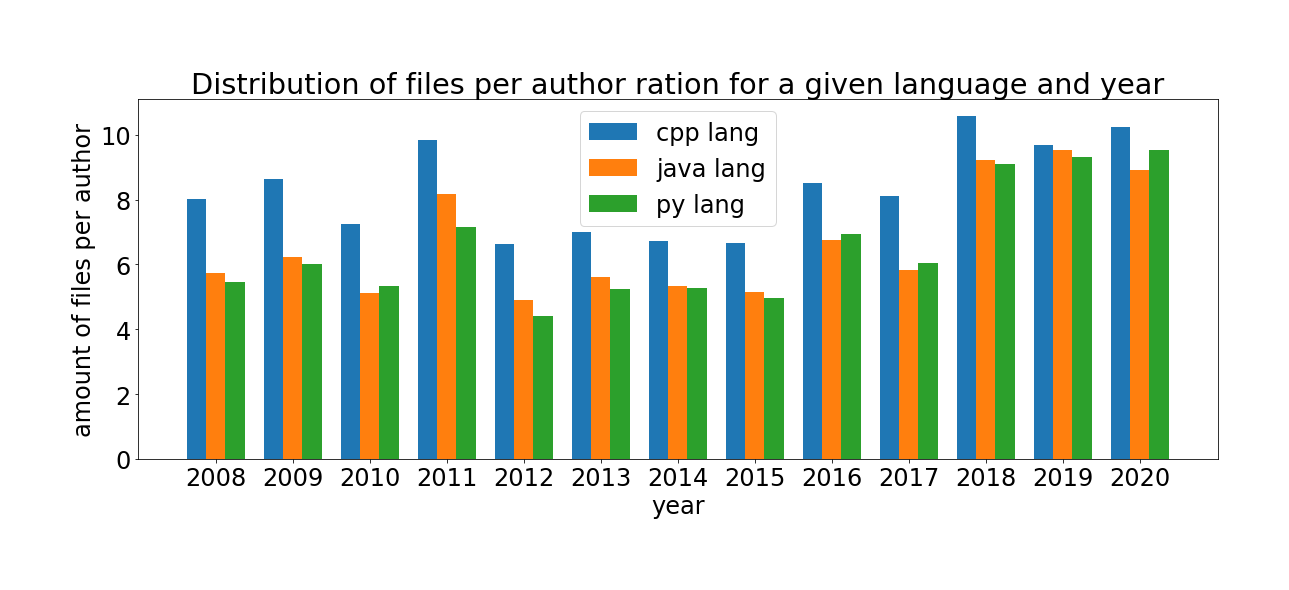 Distribution of files per author ration for a given language and year
amount of files per author
10
8
6
4
2
0
cpp lang
java lang
py lang
2008 2009 2010 2011 2012 2013 2014 2015 2016 2017 2018 2019 2020
year